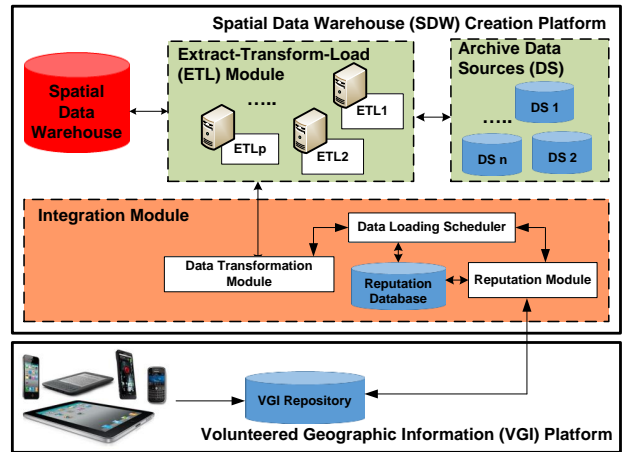 Spatial Data Warehouse (SDW) Creation Platform
Extract-Transform-Load
(ETL) Module
Archive Data
Sources (DS)
Spatial
Data
Warehouse
.....
ETL1
ETL2
ETLp
.....
DS 1
DS n
DS 2
Integration Module
Data Loading Scheduler
Data Transformation
Module
Reputation
Database
Reputation Module
VGI Repository
Volunteered Geographic Information (VGI) Platform